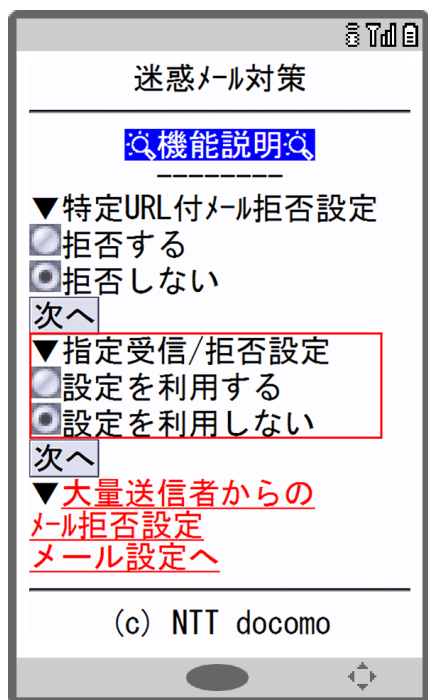 迷惑ﾒｰﾙ対策
機能説明
--------
▼特定URL付ﾒｰﾙ拒否設定
拒否する
拒否しない
次へ
▼指定受信/拒否設定
設定を利用する
設定を利用しない
次へ
▼大量送信者からの
ﾒｰﾙ拒否設定
メール設定へ
(c) NTT docomo